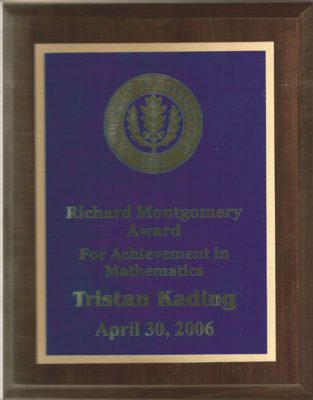 Richard Montgomery
Award
For Achievement in
Mathematics
Tristan Kading
April 30, 2006